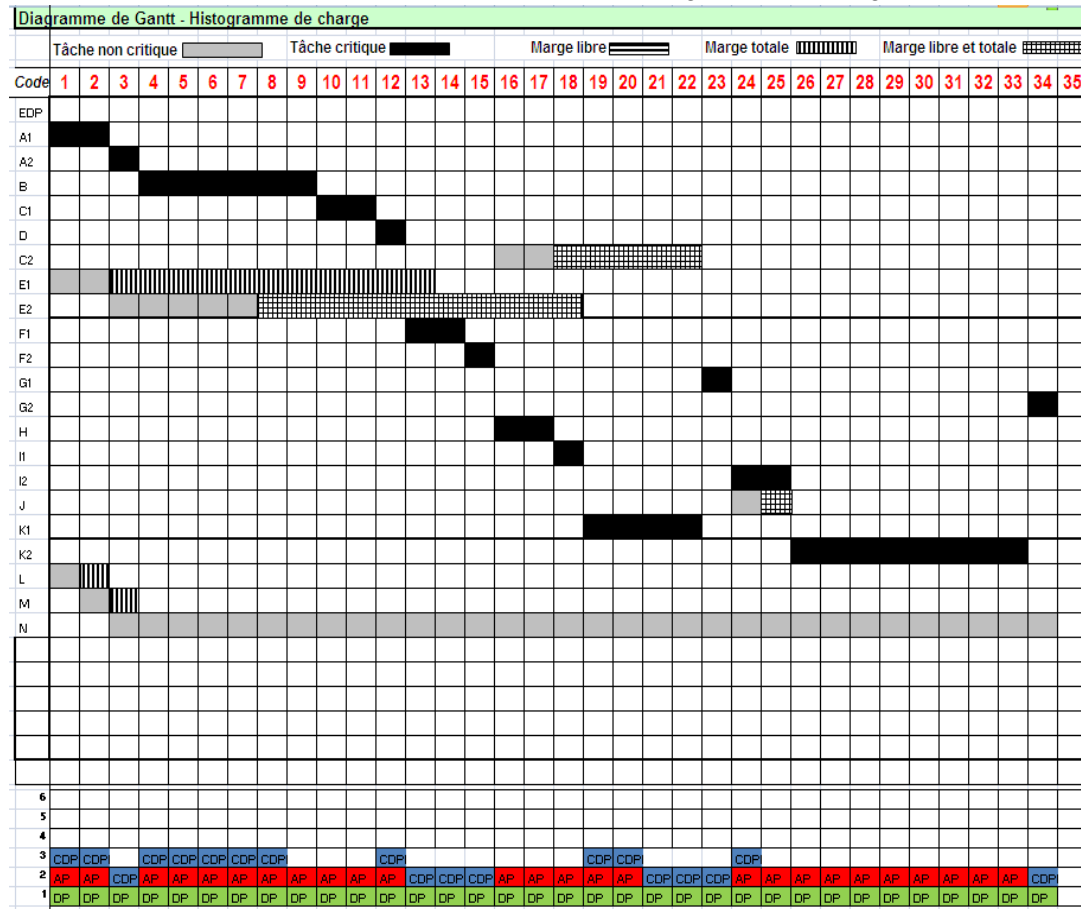 Diagramme de Gantt - Histogramme de charge
Tâche non critique Tâche critique Marge libre Marge totale Marge libre et totale
Code 1 2 3 4 5 6 7 8 9 10 11 12 13 14 15 16 17 18 19 20 21 22 23 24 25 26 27 28 29 30 31 32 33 34 35
EDP
A1
A2
B
C1
D
C2
E1
E2
F1
F2
G1
G2
H
I1
I2
J
K1
K2
L
M
N
6
5
4
3 CDP CDP CDP CDP CDP CDP CDP CDP CDP CDP CDP
2 AP AP CDP AP AP AP AP AP AP AP AP AP CDP CDP CDP AP AP AP AP AP CDP CDP CDP AP AP AP AP AP AP AP AP AP AP CDP
1 DP DP DP DP DP DP DP DP DP DP DP DP DP DP DP DP DP DP DP DP DP DP DP DP DP DP DP DP DP DP DP DP DP DP